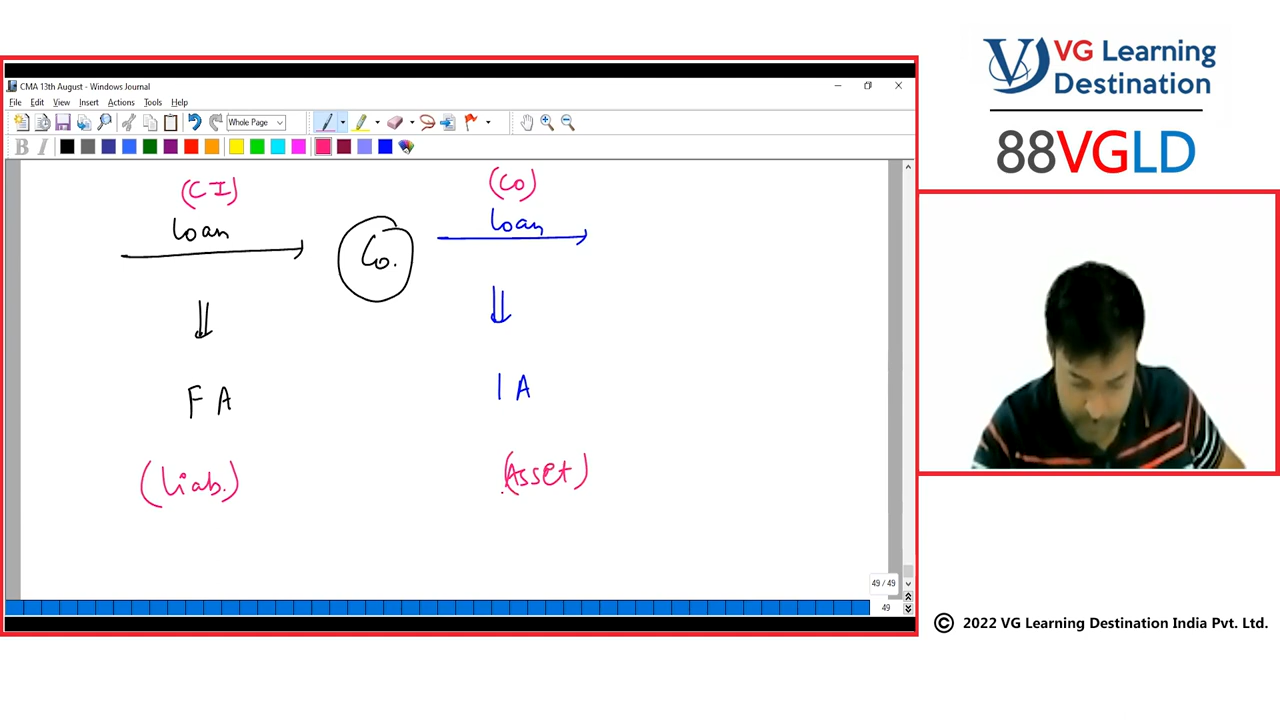 CMA 13th August - Windows Journal
File Edit View Insert Actions Tools Help
Whole Page
B I
(CI)
Loan
Co.
(CO)
Loan
FA
IA
(Liab.)
(Asset)
49 / 49
49
VG Learning
Destination
88VGLD
© 2022 VG Learning Destination India Pvt. Ltd.